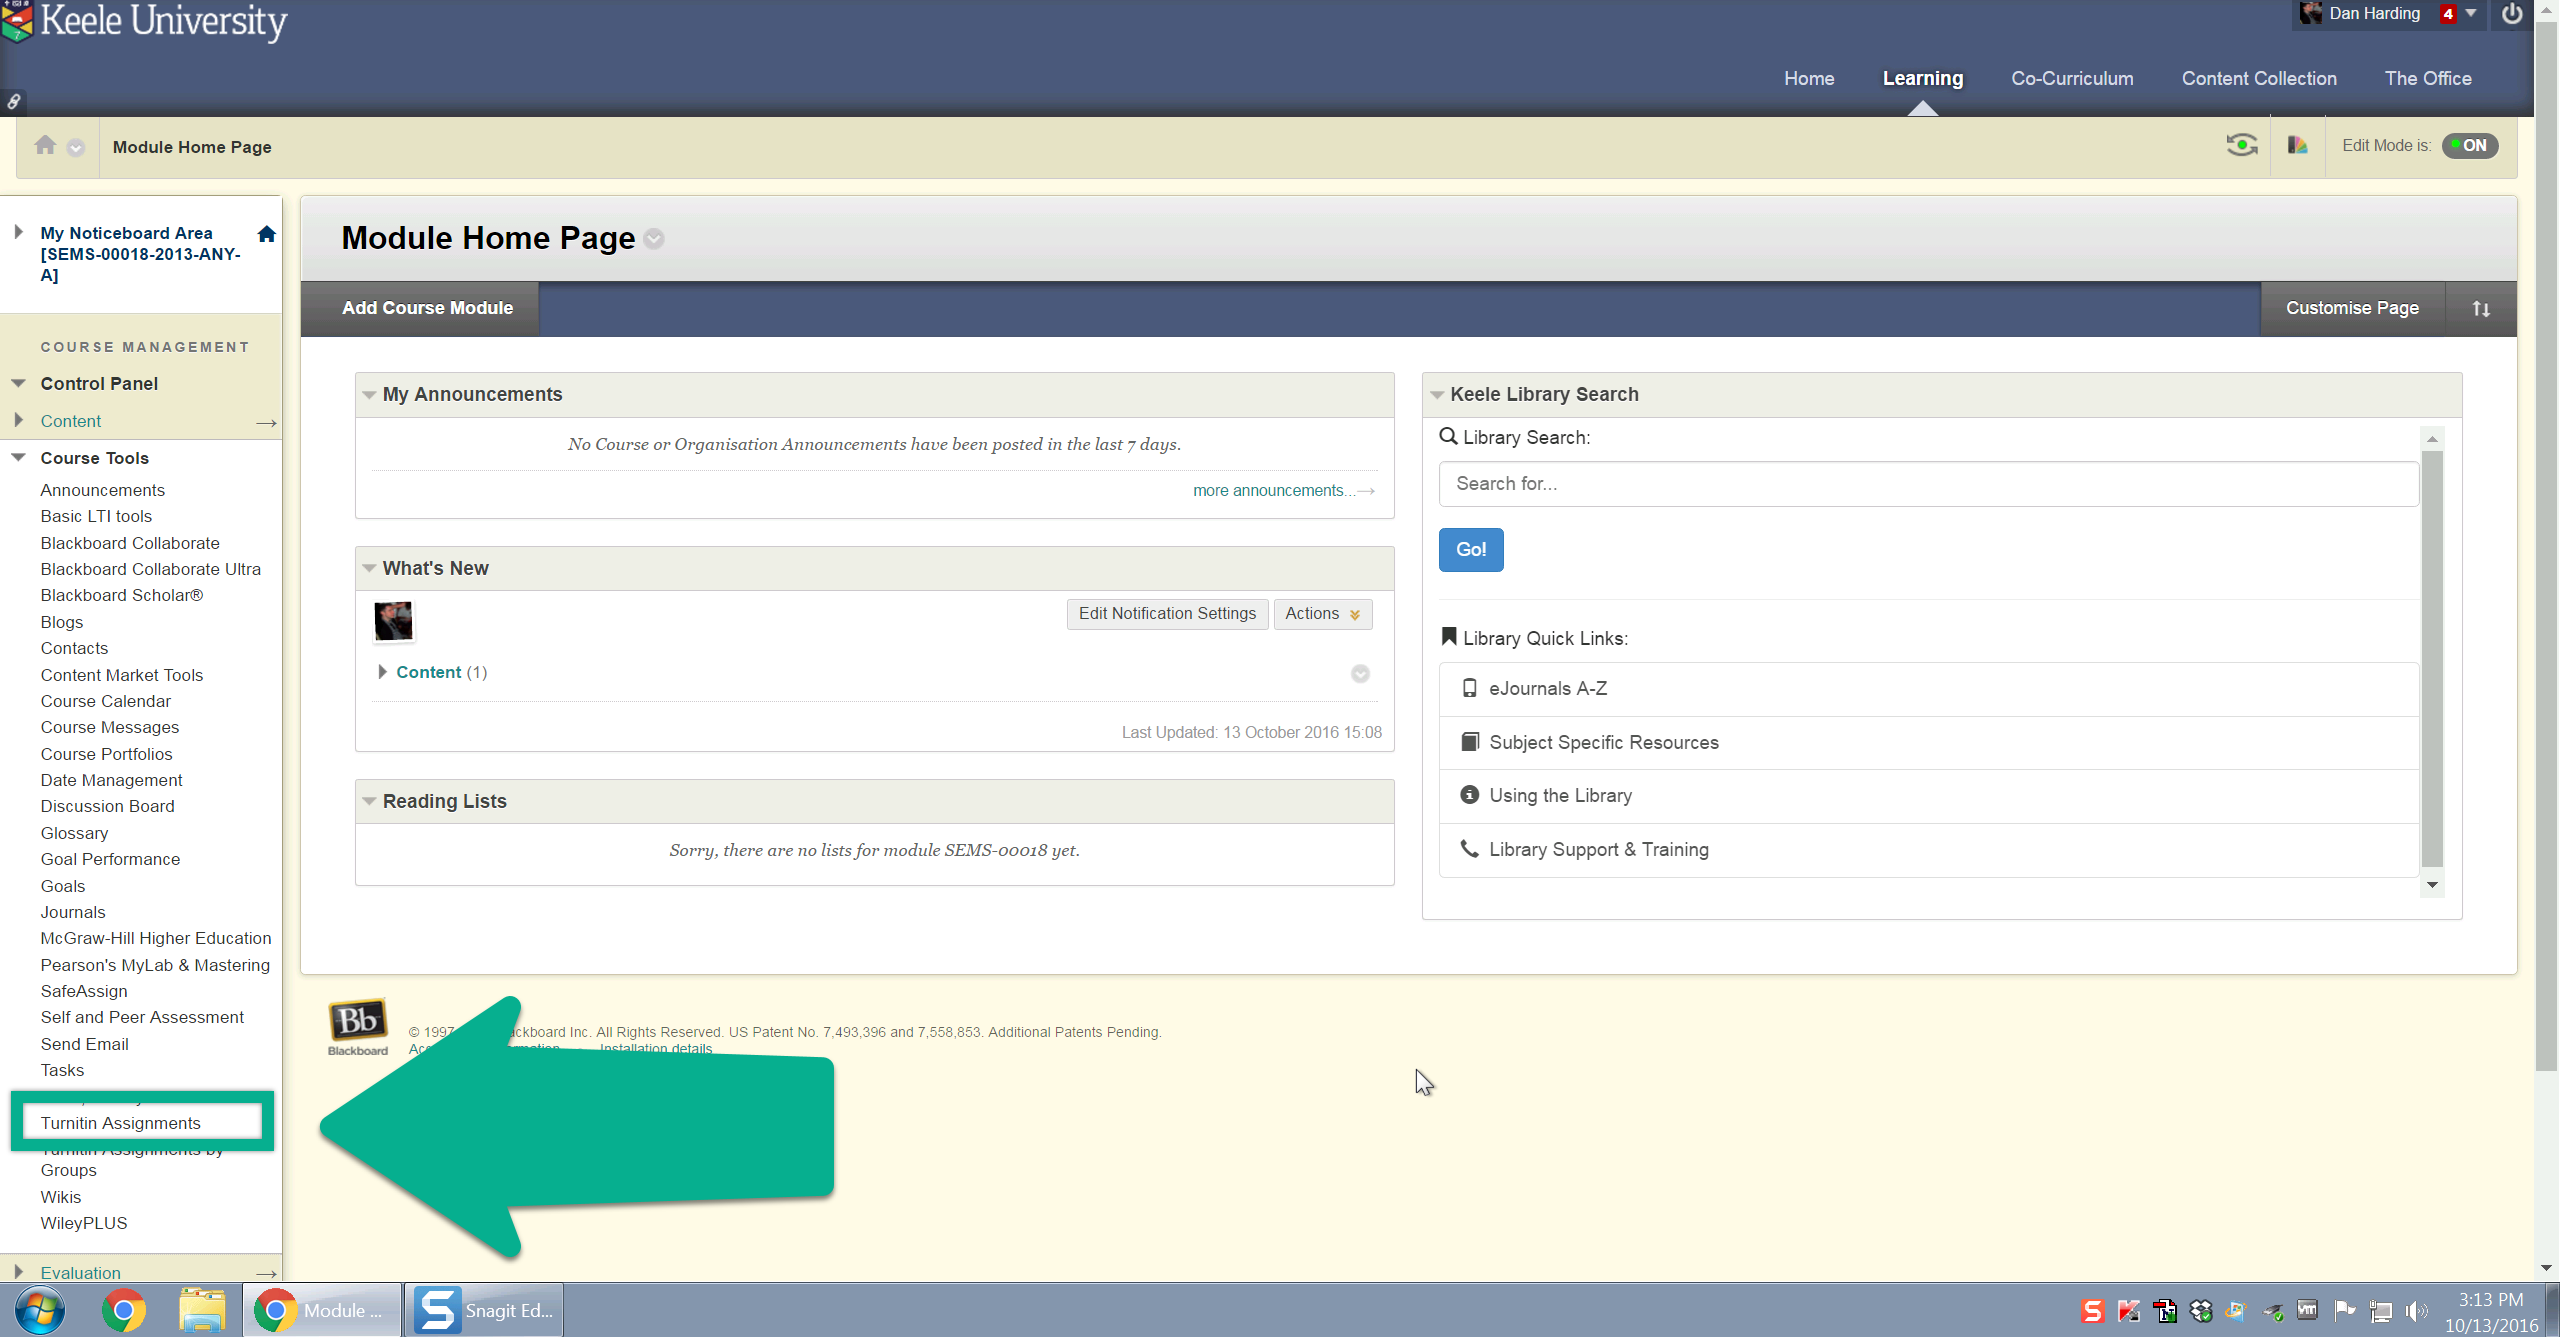 Keele University
Dan Harding 4
Home Learning Co-Curriculum Content Collection The Office
Module Home Page
Edit Mode is: ON
My Noticeboard Area
[SEMS-00018-2013-ANY-
A]
COURSE MANAGEMENT
Control Panel
Content
Course Tools
Announcements
Basic LTI tools
Blackboard Collaborate
Blackboard Collaborate Ultra
Blackboard Scholar®
Blogs
Contacts
Content Market Tools
Course Calendar
Course Messages
Course Portfolios
Date Management
Discussion Board
Glossary
Goal Performance
Goals
Journals
McGraw-Hill Higher Education
Pearson's MyLab & Mastering
SafeAssign
Self and Peer Assessment
Send Email
Tasks
Turnitin Assignments
Turnitin Assignments by
Groups
Wikis
WileyPLUS
Evaluation
Module Home Page
Add Course Module
Customise Page
My Announcements
No Course or Organisation Announcements have been posted in the last 7 days.
more announcements...
What's New
Edit Notification Settings
Actions
Content (1)
Last Updated: 13 October 2016 15:08
Reading Lists
Sorry, there are no lists for module SEMS-00018 yet.
Keele Library Search
Library Search:
Search for...
Go!
Library Quick Links:
eJournals A-Z
Subject Specific Resources
Using the Library
Library Support & Training
Bb
Blackboard
© 1997 Blackboard Inc. All Rights Reserved. US Patent No. 7,493,396 and 7,558,853. Additional Patents Pending.
Installation details
Module ...
S Snagit Ed...
3:13 PM
10/13/2016